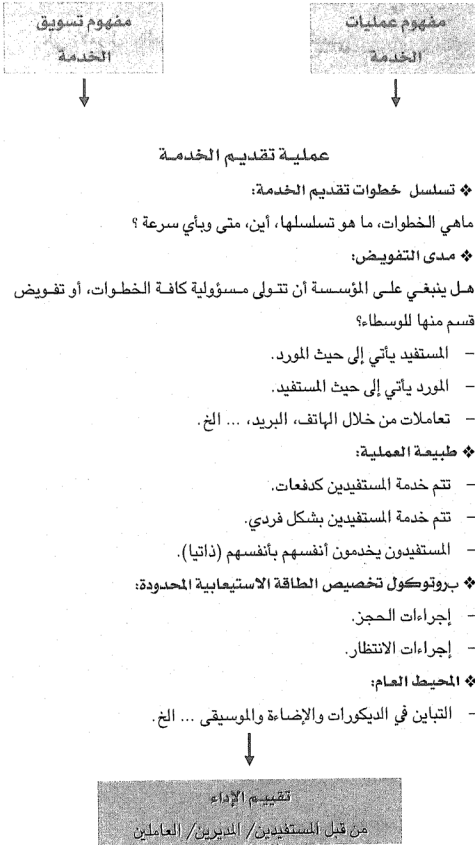 مفهوم عمليات
الخدمة
مفهوم تسويق
الخدمة
عملية تقديم الخدمة
❖ تسلسل خطوات تقديم الخدمة:
ماهي الخطوات، ما هو تسلسلها، أين، متى وبأي سرعة ؟
❖ مدى التفويض:
هل ينبغي على المؤسسة أن تتولى مسؤولية كافة الخطوات، أو تفويض
قسم منها للوسطاء؟
- المستفيد يأتي إلى حيث المورد.
- المورد يأتي إلى حيث المستفيد.
- تعاملات من خلال الهاتف، البريد، ... الخ.
❖ طبيعة العملية:
- تتم خدمة المستفيدين كدفعات.
- تتم خدمة المستفيدين بشكل فردي.
- المستفيدون يخدمون أنفسهم بأنفسهم (ذاتيا).
❖ بروتوكول تخصيص الطاقة الاستيعابية المحدودة:
- إجراءات الحجز.
- إجراءات الانتظار.
❖ المحيط العام:
- التباين في الديكورات والإضاءة والموسيقى ... الخ.
تقييم الإداء
من قبل المستفيدين/ المديرين/ العاملين